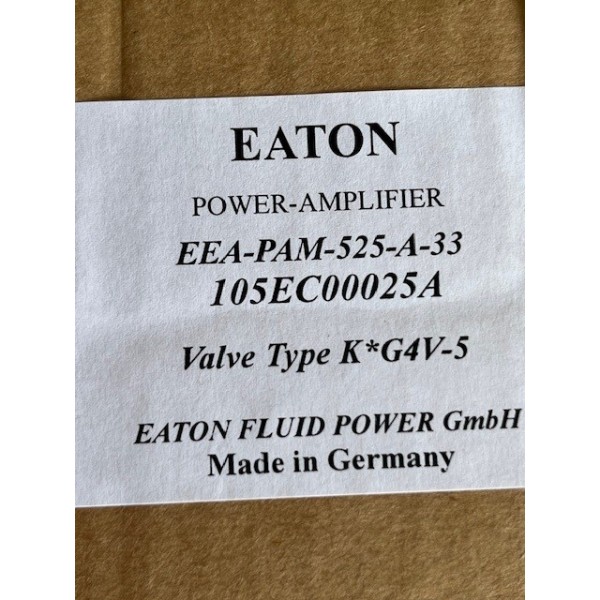 EATON
POWER-AMPLIFIER
EEA-PAM-525-A-33
105EC00025A
Valve Type K*G4V-5
EATON FLUID POWER GmbH
Made in Germany